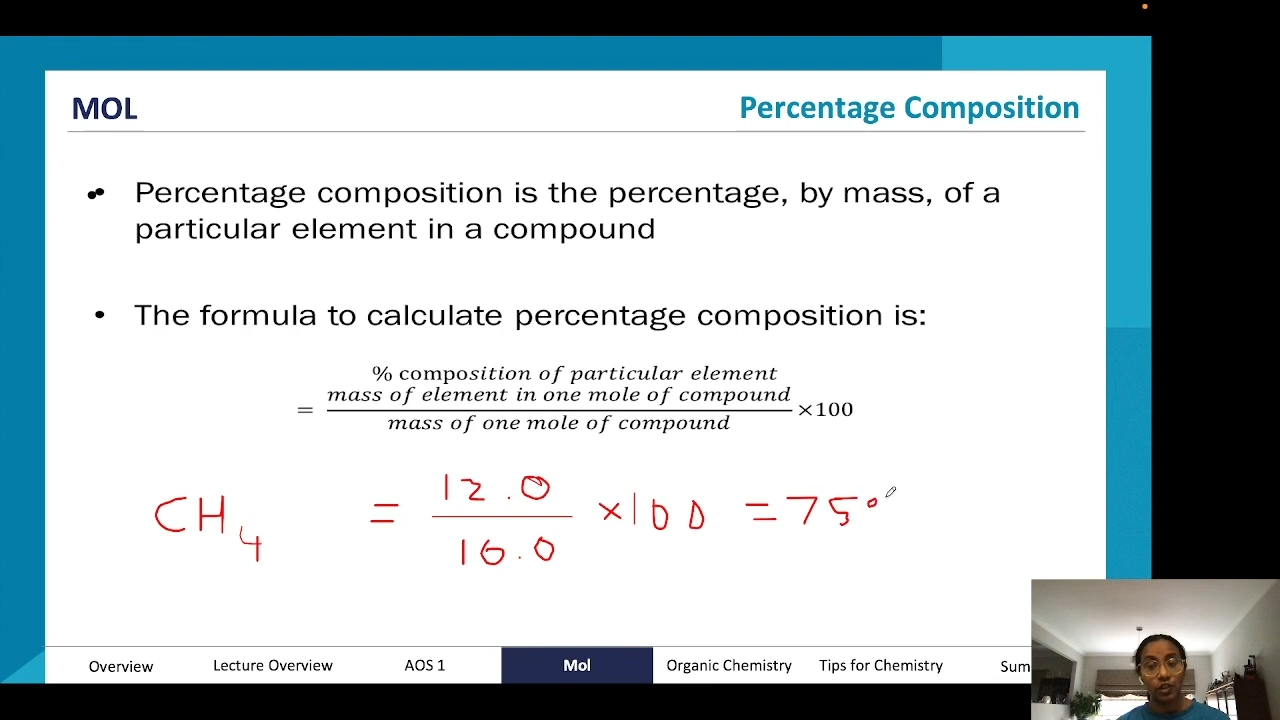 MOL
Percentage Composition
• Percentage composition is the percentage, by mass, of a
particular element in a compound
• The formula to calculate percentage composition is:
% composition of particular element
= mass of element in one mole of compound / mass of one mole of compound ×100
CH4 = 12.0 / 16.0 ×100 = 75°
Overview
Lecture Overview
AOS 1
Mol
Organic Chemistry
Tips for Chemistry
Sum